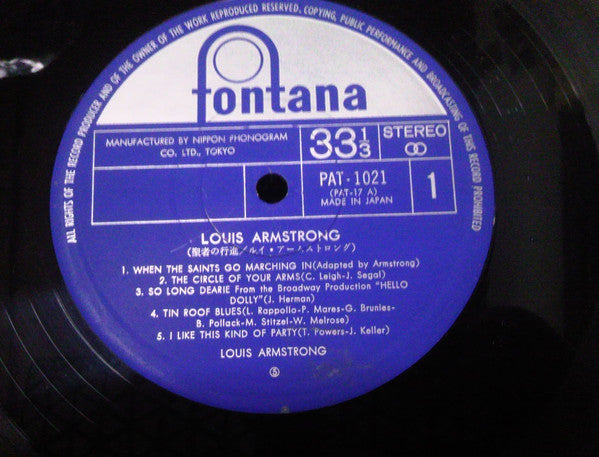 ALL RIGHTS OF THE RECORD PRODUCER AND OF THE OWNER OF THE WORK REPRODUCED RESERVED. COPYING, PUBLIC PERFORMANCE AND BROADCASTING OF THIS RECORD PROHIBITED
fontana
MANUFACTURED BY NIPPON PHONOGRAM
CO., LTD., TOKYO
33 1/3
STEREO
PAT-1021
(PAT-17 A)
MADE IN JAPAN
1
LOUIS ARMSTRONG
(聖者の行進/ルイ・アームストロング)
1. WHEN THE SAINTS GO MARCHING IN(Adapted by Armstrong)
2. THE CIRCLE OF YOUR ARMS(C. Leigh-J. Segal)
3. SO LONG DEARIE From the Broadway Production "HELLO
DOLLY"(J. Herman)
4. TIN ROOF BLUES(L. Rappollo-P. Mares-G. Brunies-
B. Pollack-M. Stitzel-W. Melrose)
5. I LIKE THIS KIND OF PARTY(T. Powers-J. Keller)
LOUIS ARMSTRONG
⑤